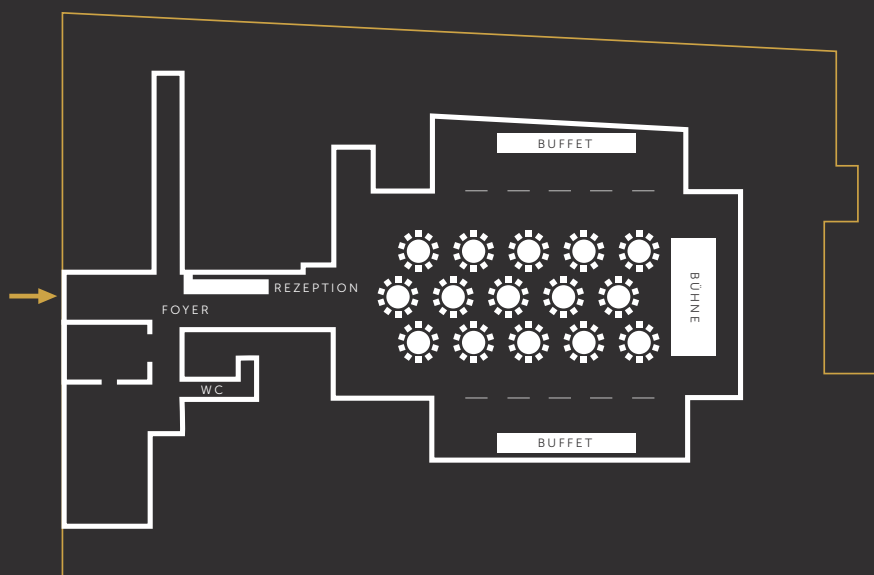 BUFFET
REZEPTION
BÜHNE
FOYER
WC
BUFFET